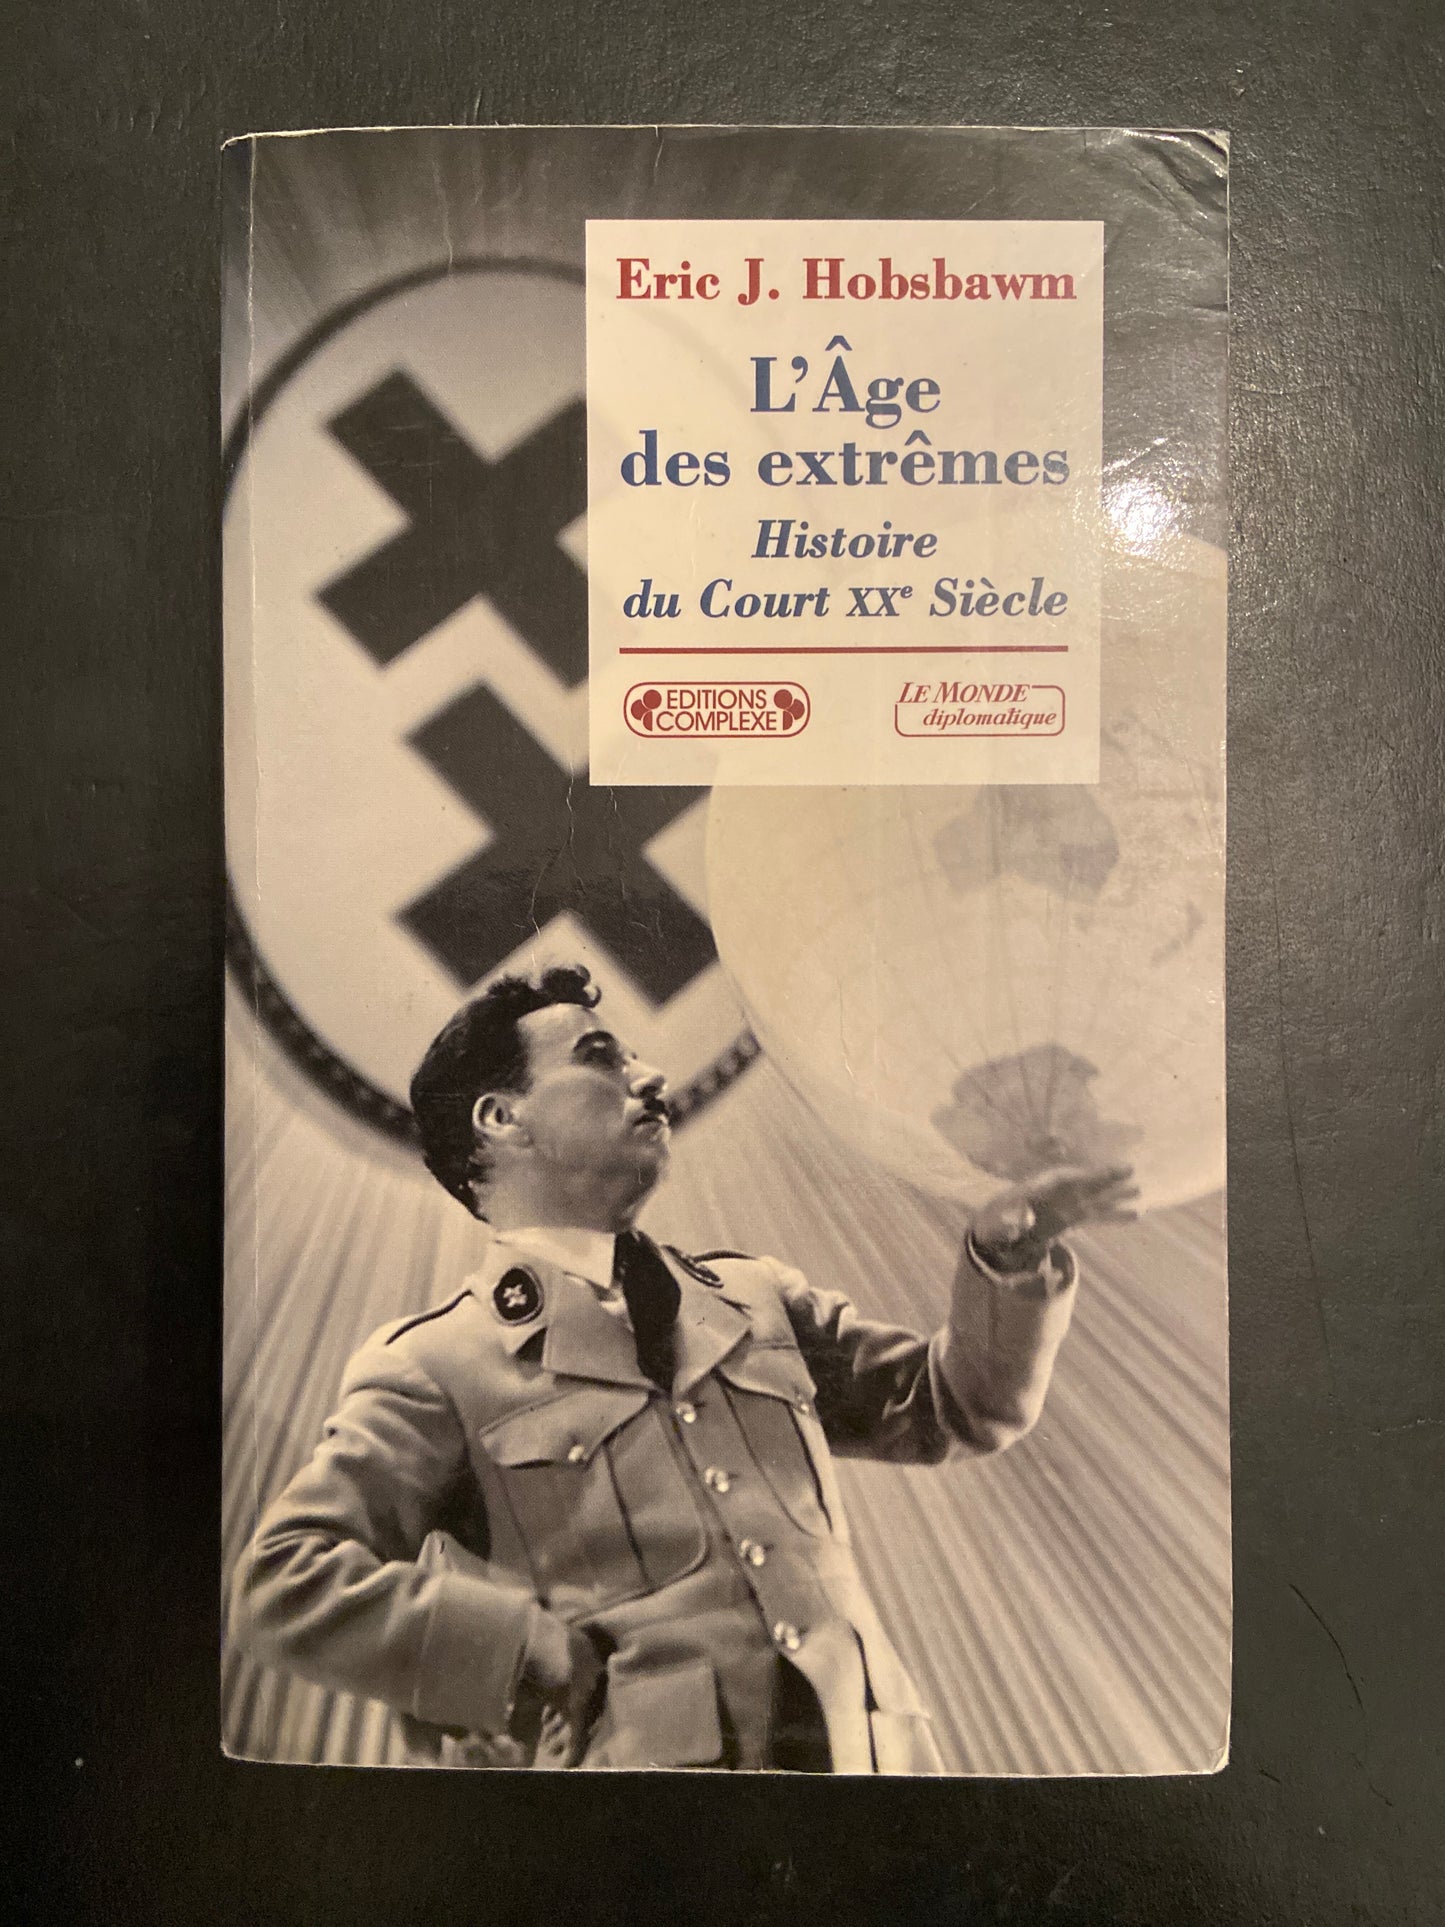 Eric J. Hobsbawm
L'Âge
des extrêmes
Histoire
du Court XXe Siècle
EDITIONS
COMPLEXE
LE MONDE
diplomatique